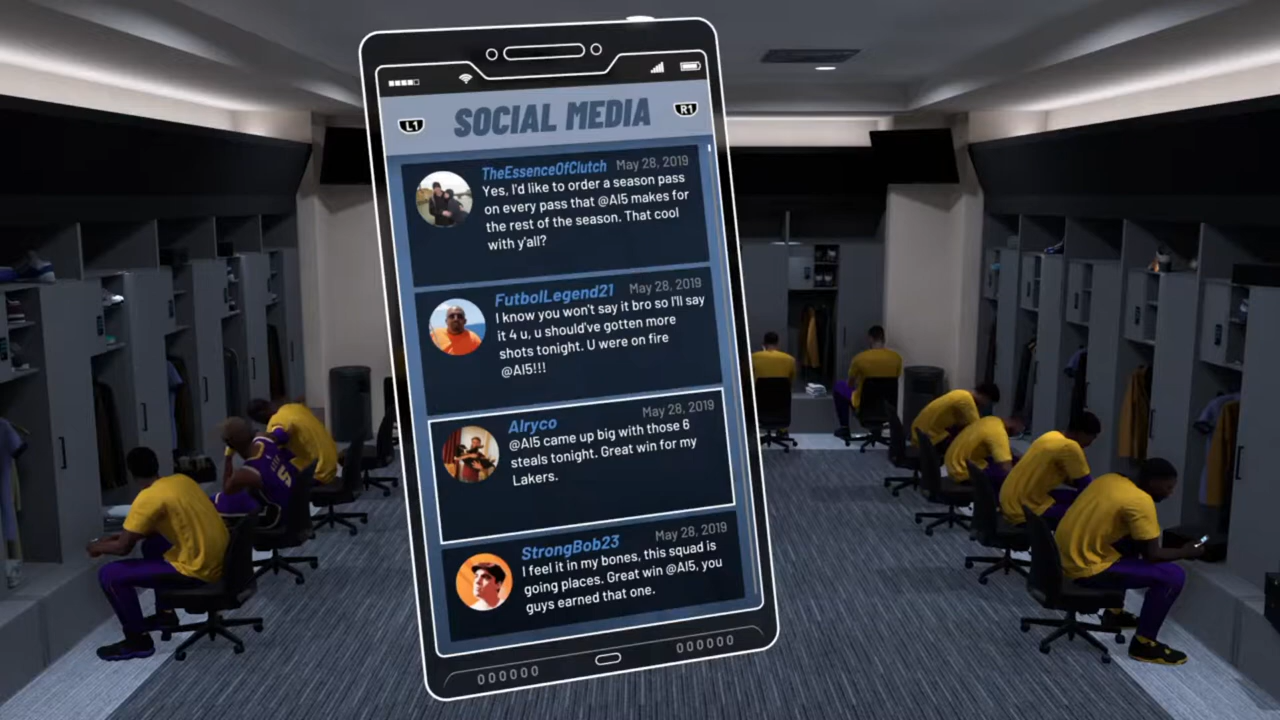 SOCIAL MEDIA
L1
R1
TheEssenceOfClutch May 28, 2019
Yes, I'd like to order a season pass
on every pass that @AI5 makes for
the rest of the season. That cool
with y'all?
FutbolLegend21 May 28, 2019
I know you won't say it bro so I'll say
it 4 u, u should've gotten more
shots tonight. U were on fire
@AI5!!!
Alryco May 28, 2019
@AI5 came up big with those 6
steals tonight. Great win for my
Lakers.
StrongBob23 May 28, 2019
I feel it in my bones, this squad is
going places. Great win @AI5, you
guys earned that one.
5